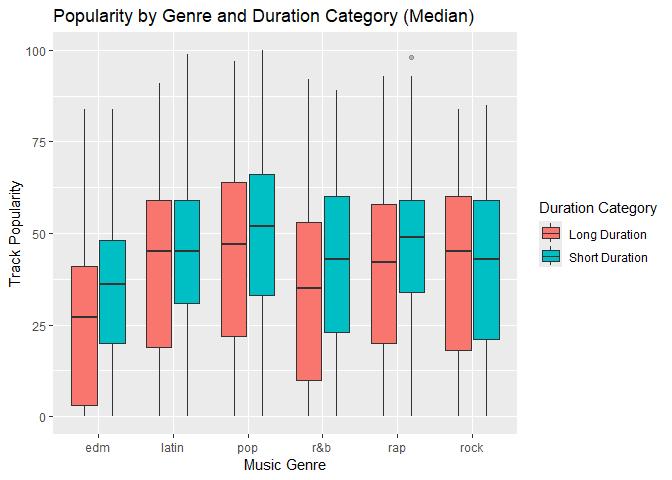 Popularity by Genre and Duration Category (Median)
Track Popularity
100
75
50
25
0
edm latin pop r&b rap rock
Music Genre
Duration Category
Long Duration
Short Duration